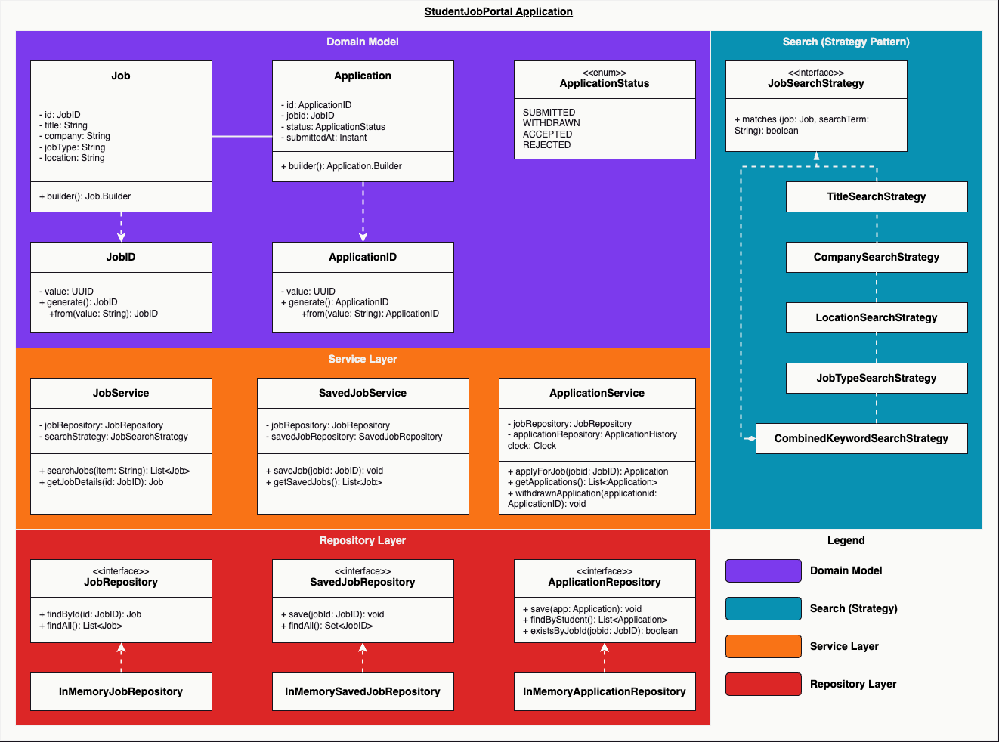 StudentJobPortal Application
Domain Model
Job
- id: JobID
- title: String
- company: String
- jobType: String
- location: String
+ builder(): Job.Builder
Application
- id: ApplicationID
- jobid: JobID
- status: ApplicationStatus
- submittedAt: Instant
+ builder(): Application.Builder
<<enum>>
ApplicationStatus
SUBMITTED
WITHDRAWN
ACCEPTED
REJECTED
JobID
- value: UUID
+ generate(): JobID
+from(value: String): JobID
ApplicationID
- value: UUID
+ generate(): ApplicationID
+from(value: String): ApplicationID
Search (Strategy Pattern)
<<interface>>
JobSearchStrategy
+ matches (job: Job, searchTerm:
String): boolean
TitleSearchStrategy
CompanySearchStrategy
LocationSearchStrategy
JobTypeSearchStrategy
CombinedKeywordSearchStrategy
Service Layer
JobService
- jobRepository: JobRepository
- searchStrategy: JobSearchStrategy
+ searchJobs(item: String): List<Job>
+ getJobDetails(id: JobID): Job
SavedJobService
- jobRepository: JobRepository
- savedJobRepository: SavedJobRepository
+ saveJob(jobid: JobID): void
+ getSavedJobs(): List<Job>
ApplicationService
- jobRepository: JobRepository
- applicationRepository: ApplicationHistory
clock: Clock
+ applyForJob(jobid: JobID): Application
+ getApplications(): List<Application>
+ withdrawnApplication(applicationid:
ApplicationID): void
Repository Layer
<<interface>>
JobRepository
+ findById(id: JobID): Job
+ findAll(): List<Job>
InMemoryJobRepository
<<interface>>
SavedJobRepository
+ save(jobId: JobID): void
+ findAll(): Set<JobID>
InMemorySavedJobRepository
<<interface>>
ApplicationRepository
+ save(app: Application): void
+ findByStudent(): List<Application>
+ existsByJobId(jobid: JobID): boolean
InMemoryApplicationRepository
Legend
Domain Model
Search (Strategy)
Service Layer
Repository Layer